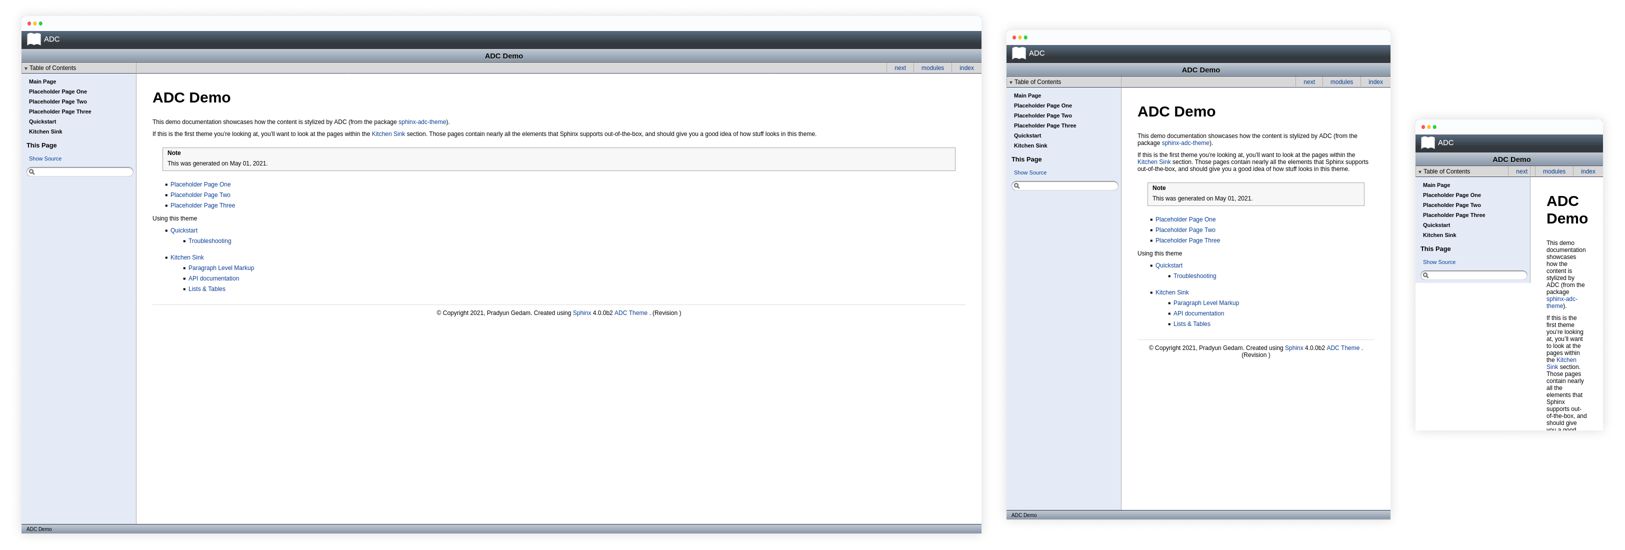 ADC
ADC Demo
▾ Table of Contents
next
modules
index
Main Page
Placeholder Page One
Placeholder Page Two
Placeholder Page Three
Quickstart
Kitchen Sink
This Page
Show Source
ADC Demo
This demo documentation showcases how the content is stylized by ADC (from the package sphinx-adc-theme).
If this is the first theme you're looking at, you'll want to look at the pages within the Kitchen Sink section. Those pages contain nearly all the elements that Sphinx supports out-of-the-box, and should give you a good idea of how stuff looks in this theme.
Note
This was generated on May 01, 2021.
Placeholder Page One
Placeholder Page Two
Placeholder Page Three
Using this theme
Quickstart
Troubleshooting
Kitchen Sink
Paragraph Level Markup
API documentation
Lists & Tables
© Copyright 2021, Pradyun Gedam. Created using Sphinx 4.0.0b2 ADC Theme . (Revision )
ADC Demo
ADC
ADC Demo
▾ Table of Contents
next
modules
index
Main Page
Placeholder Page One
Placeholder Page Two
Placeholder Page Three
Quickstart
Kitchen Sink
This Page
Show Source
ADC Demo
This demo documentation showcases how the content is stylized by ADC (from the
package sphinx-adc-theme).
If this is the first theme you're looking at, you'll want to look at the pages within the
Kitchen Sink section. Those pages contain nearly all the elements that Sphinx supports
out-of-the-box, and should give you a good idea of how stuff looks in this theme.
Note
This was generated on May 01, 2021.
Placeholder Page One
Placeholder Page Two
Placeholder Page Three
Using this theme
Quickstart
Troubleshooting
Kitchen Sink
Paragraph Level Markup
API documentation
Lists & Tables
© Copyright 2021, Pradyun Gedam. Created using Sphinx 4.0.0b2 ADC Theme .
(Revision )
ADC Demo
ADC
ADC Demo
▾ Table of Contents
next
modules
index
Main Page
Placeholder Page One
Placeholder Page Two
Placeholder Page Three
Quickstart
Kitchen Sink
This Page
Show Source
ADC
Demo
This demo
documentation
showcases
how the
content is
stylized by
ADC (from the
package
sphinx-adc-
theme).
If this is the
first theme
you're looking
at, you'll want
to look at the
pages within
the Kitchen
Sink section.
Those pages
contain nearly
all the
elements that
Sphinx
supports out-
of-the-box, and
should give
you a good